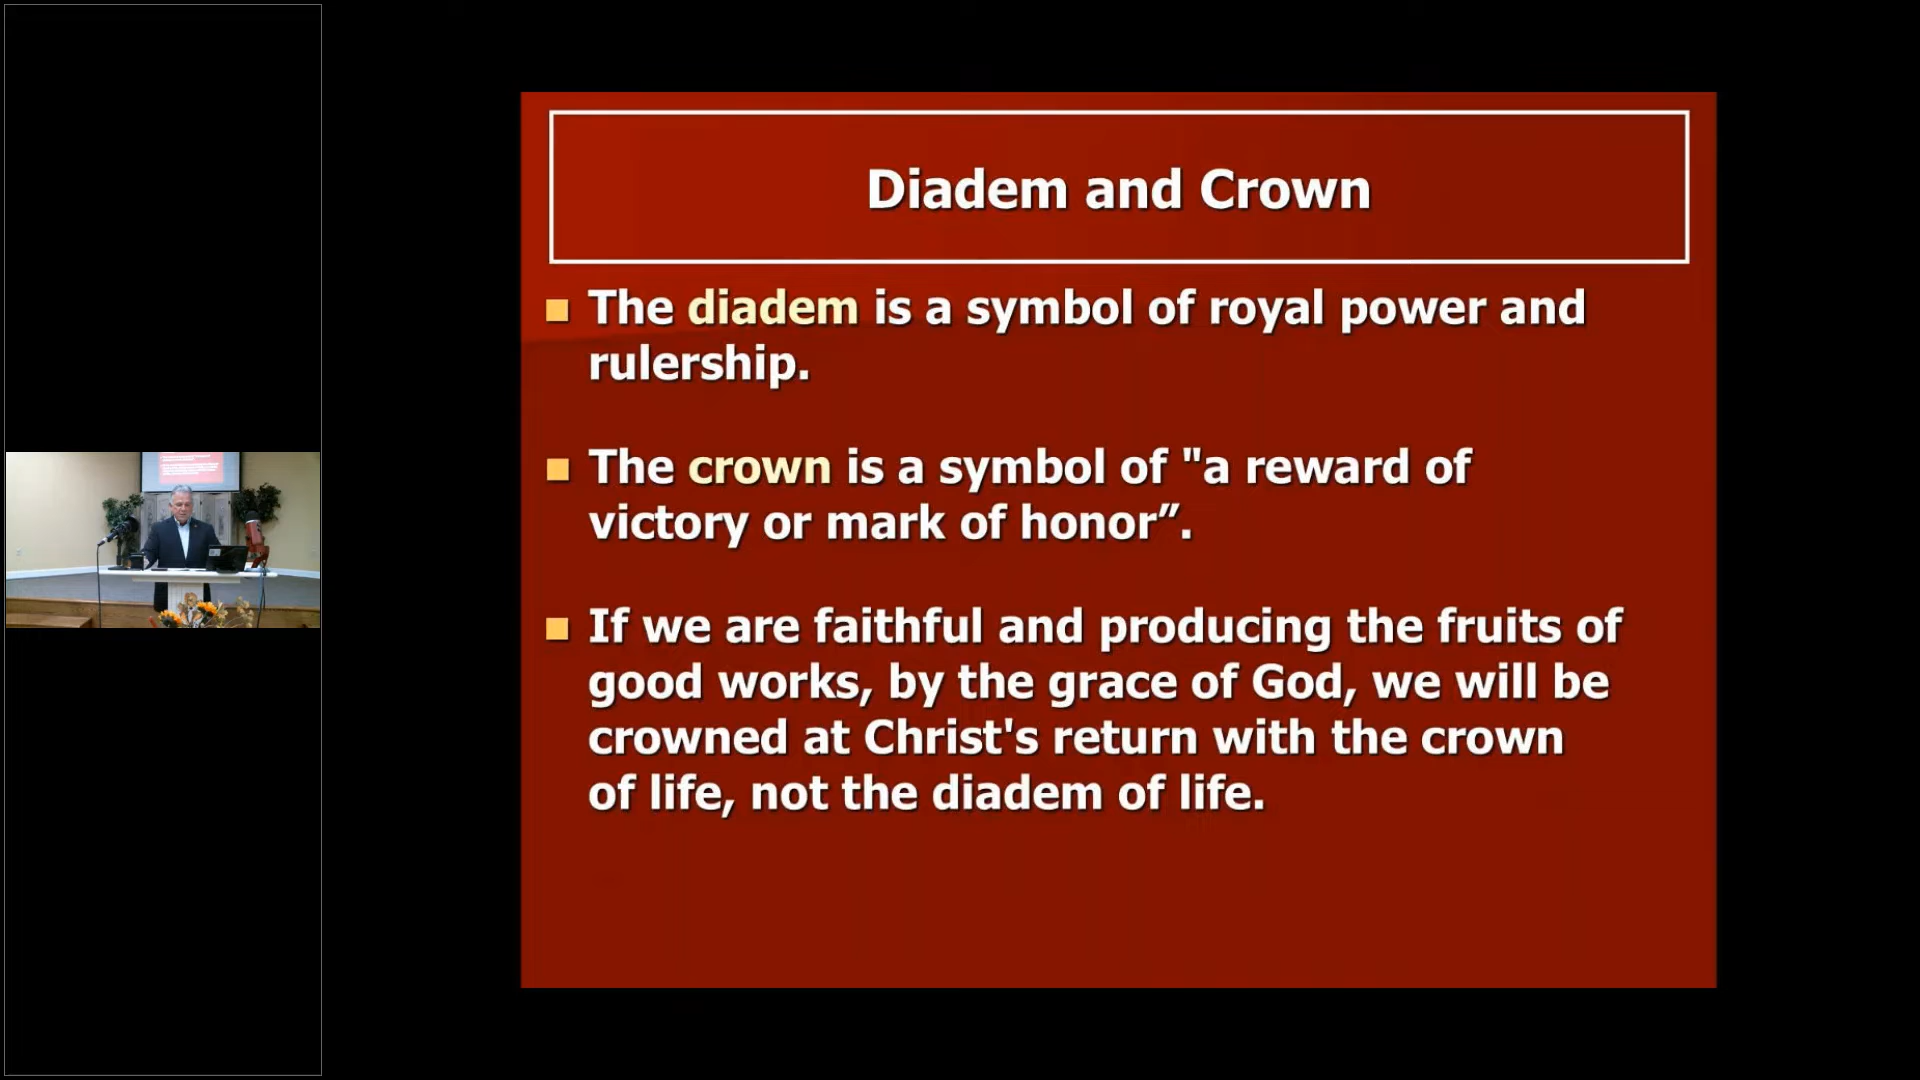 Diadem and Crown
The diadem is a symbol of royal power and
rulership.
The crown is a symbol of "a reward of
victory or mark of honor”.
If we are faithful and producing the fruits of
good works, by the grace of God, we will be
crowned at Christ's return with the crown
of life, not the diadem of life.